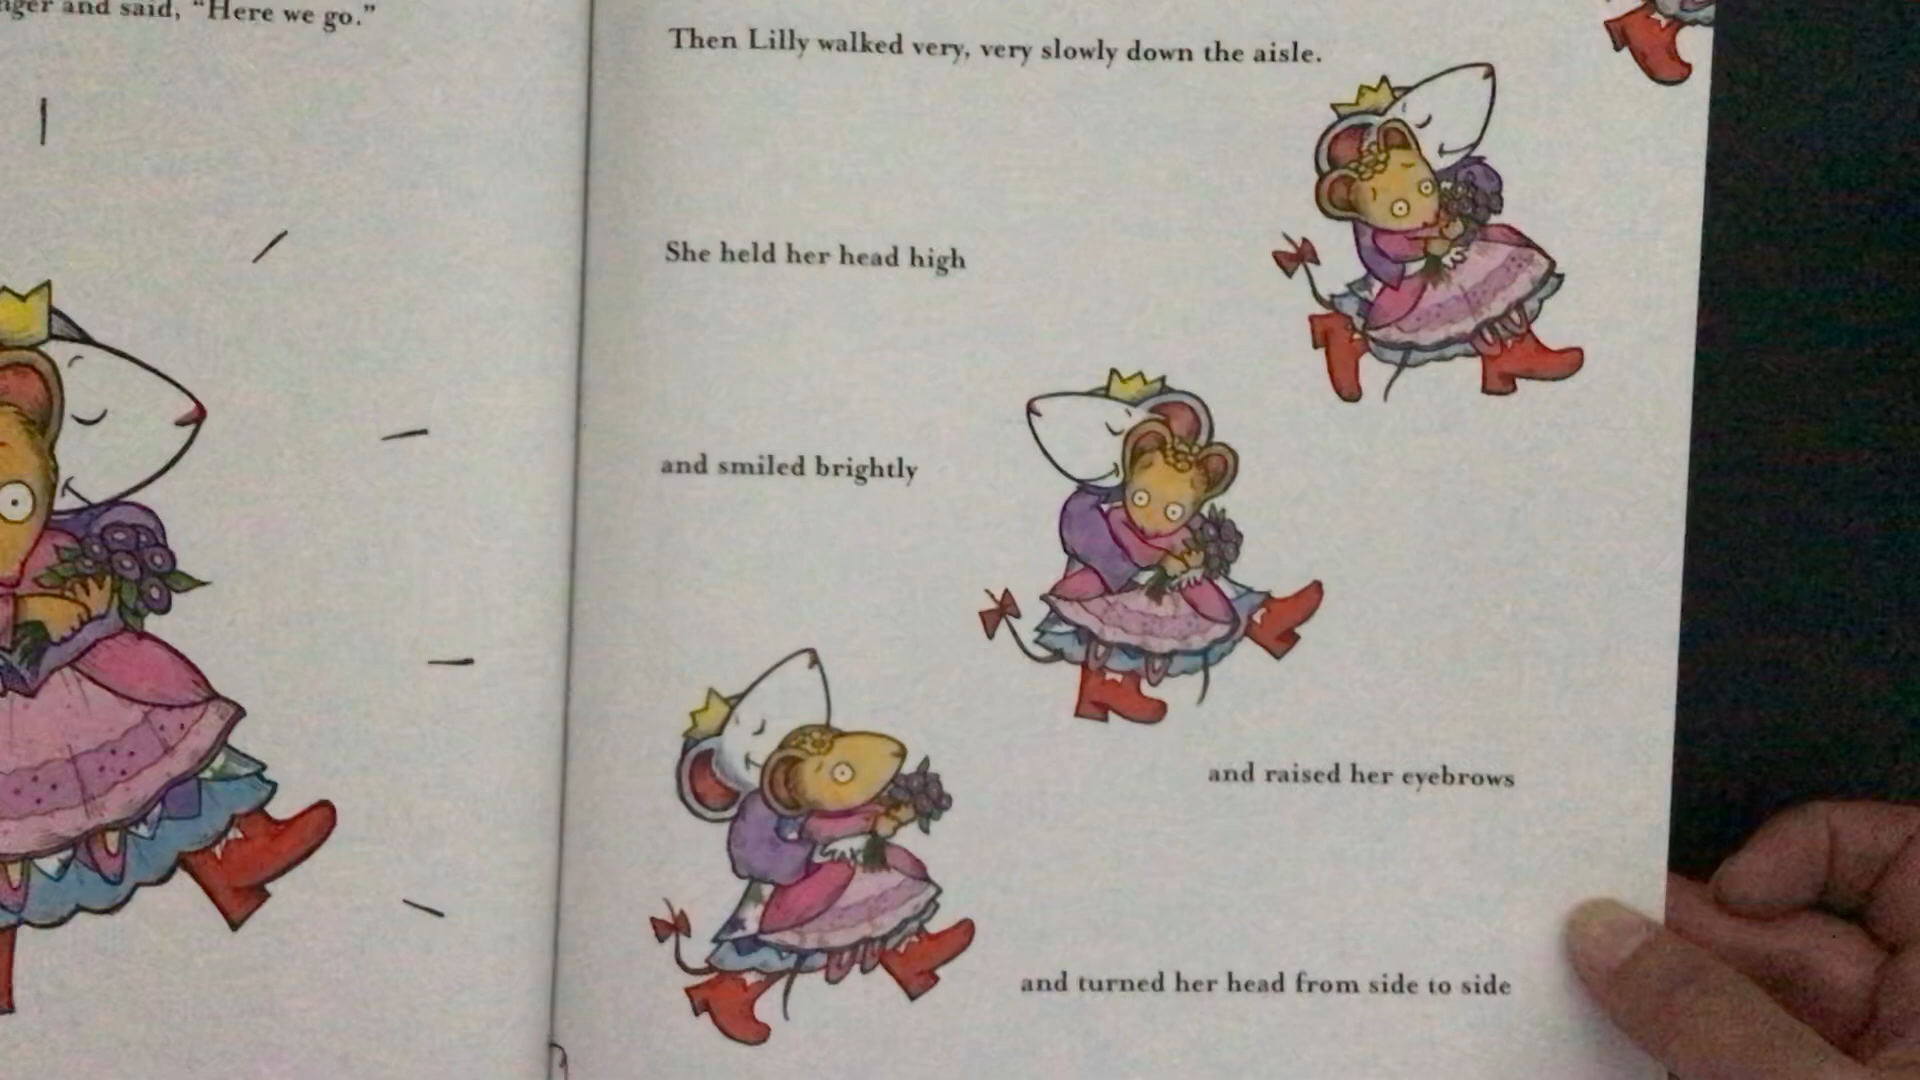 and said, "Here we go."
Then Lilly walked very, very slowly down the aisle.
She held her head high
and smiled brightly
and raised her eyebrows
and turned her head from side to side